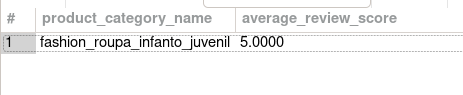 # product_category_name average_review_score
1 fashion_roupa_infanto_juvenil 5.0000